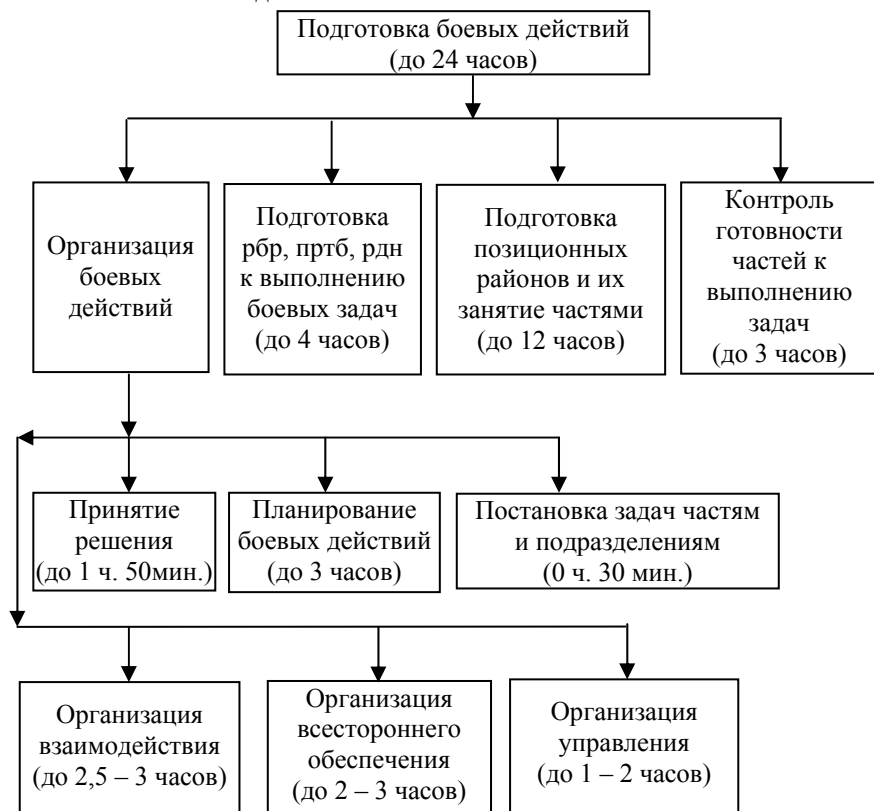 Подготовка боевых действий
(до 24 часов)
Организация
боевых
действий
Подготовка
рбр, пртб, рдн
к выполнению
боевых задач
(до 4 часов)
Подготовка
позиционных
районов и их
занятие частями
(до 12 часов)
Контроль
готовности
частей к
выполнению
задач
(до 3 часов)
Принятие
решения
(до 1 ч. 50мин.)
Планирование
боевых действий
(до 3 часов)
Постановка задач частям
и подразделениям
(0 ч. 30 мин.)
Организация
взаимодействия
(до 2,5 – 3 часов)
Организация
всестороннего
обеспечения
(до 2 – 3 часов)
Организация
управления
(до 1 – 2 часов)